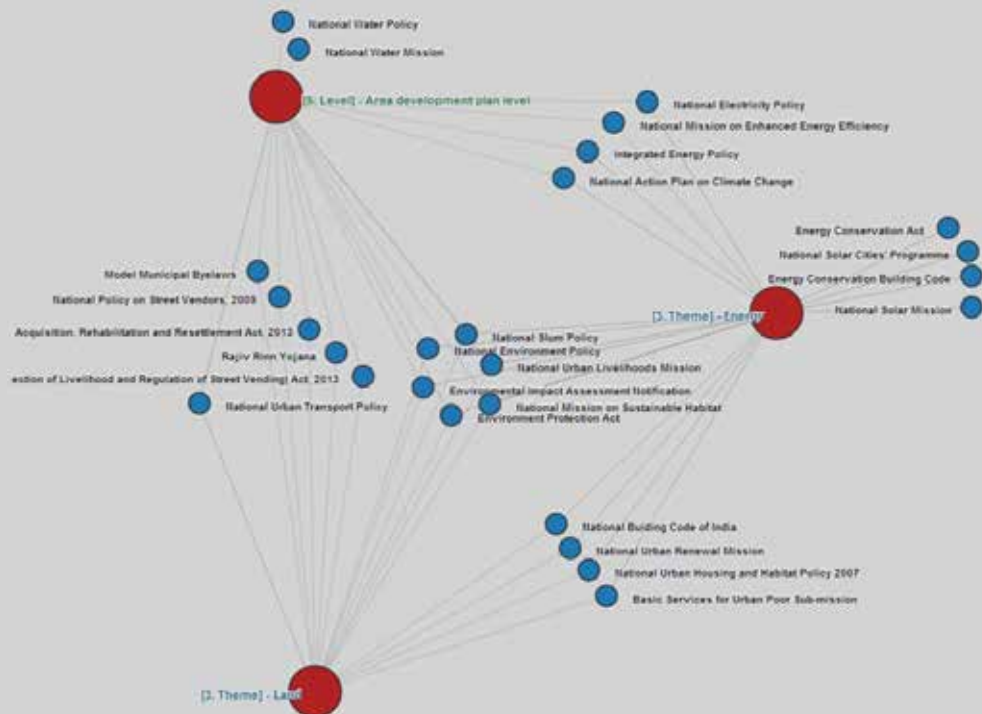 National Water Policy
National Water Mission
[5. Level] - Area development plan level
National Electricity Policy
National Mission on Enhanced Energy Efficiency
Integrated Energy Policy
National Action Plan on Climate Change
Energy Conservation Act
National Solar Cities' Programme
Energy Conservation Building Code
National Solar Mission
[3. Theme] - Energy
Model Municipal Byelaws
National Policy on Street Vendors, 2009
Acquisition, Rehabilitation and Resettlement Act, 2013
Rajiv Rinn Yojana
ection of Livelihood and Regulation of Street Vending) Act, 2013
National Urban Transport Policy
National Slum Policy
National Environment Policy
National Urban Livelihoods Mission
Environmental Impact Assessment Notification
National Mission on Sustainable Habitat
Environment Protection Act
National Buiding Code of India
National Urban Renewal Mission
National Urban Housing and Habitat Policy 2007
Basic Services for Urban Poor Sub-mission
[3. Theme] - Land